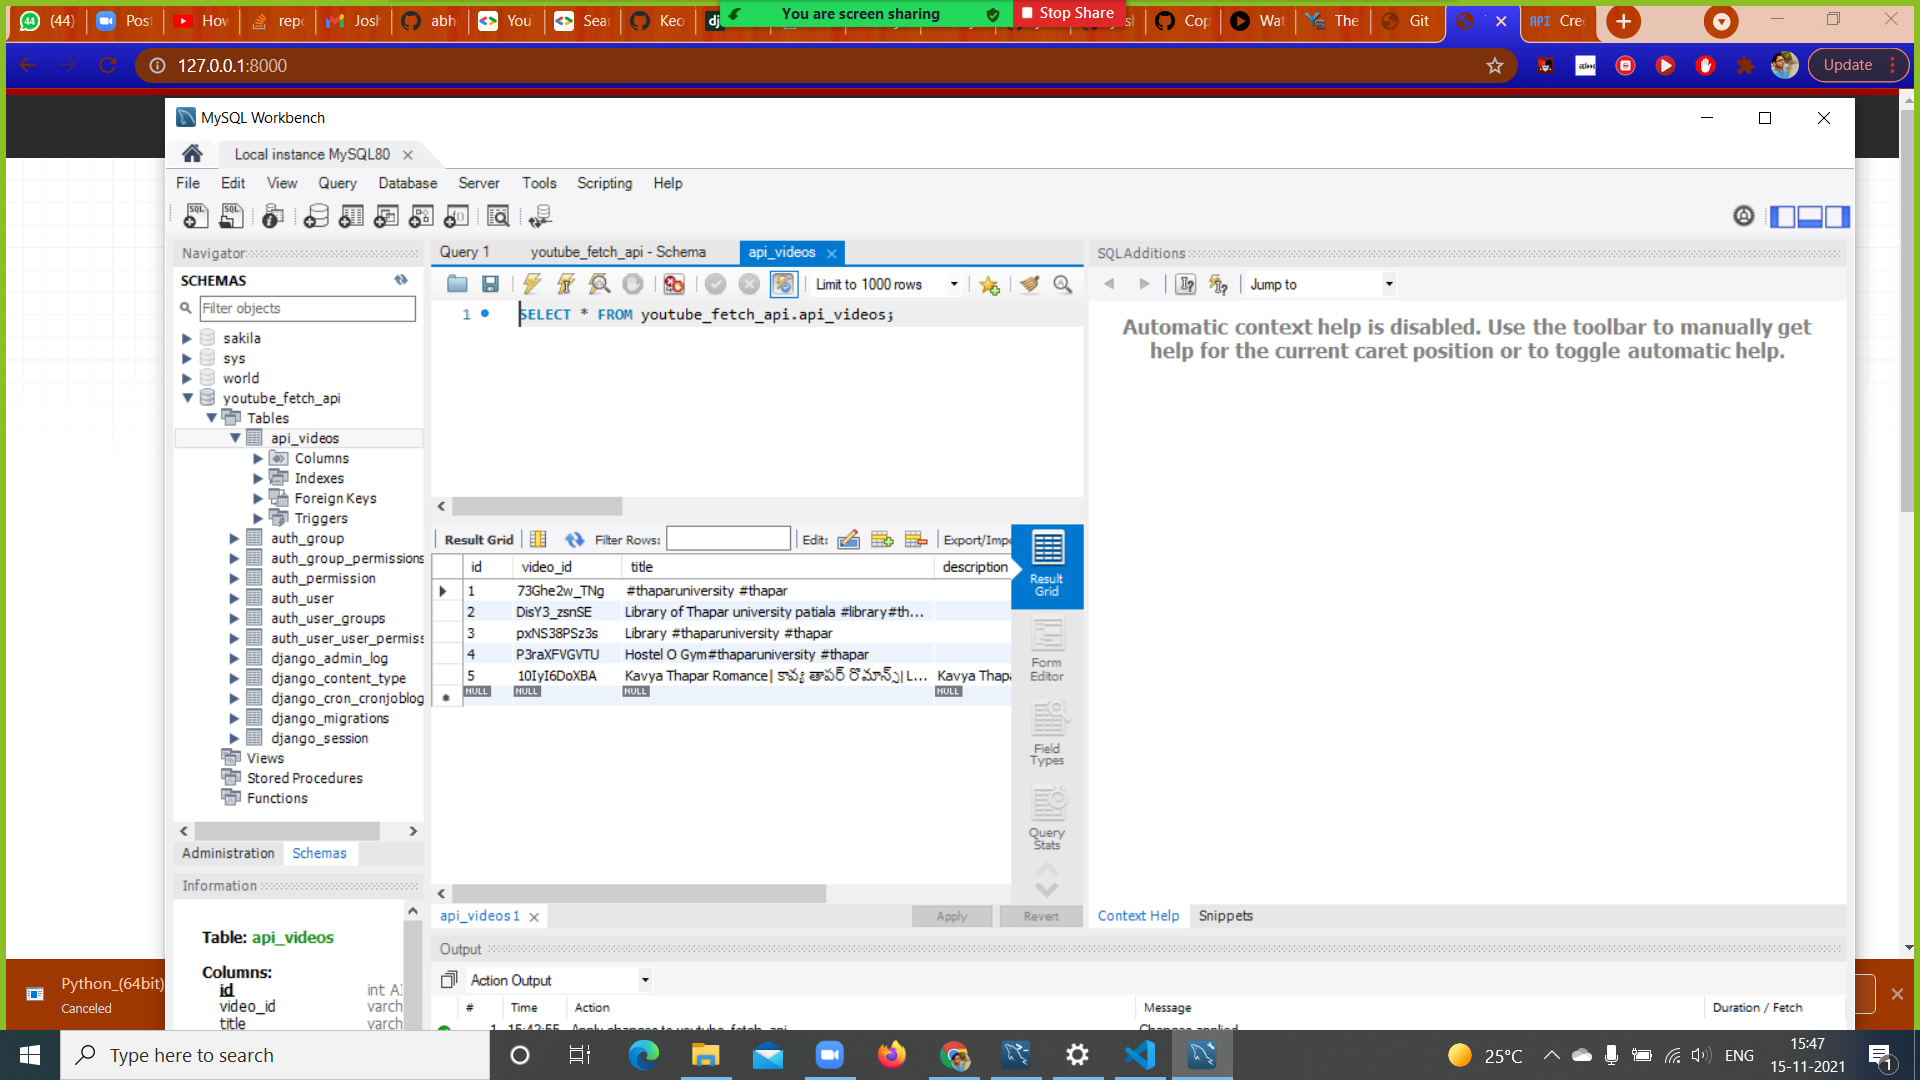 (44)
Post
How
repo
Josh
abhi
You
Sear
Keo
dj
You are screen sharing
Stop Share
Cop
Wat
The
Git
API Crea
127.0.0.1:8000
Update
MySQL Workbench
Local instance MySQL80
File Edit View Query Database Server Tools Scripting Help
Navigator
SCHEMAS
Filter objects
sakila
sys
world
youtube_fetch_api
Tables
api_videos
Columns
Indexes
Foreign Keys
Triggers
auth_group
auth_group_permissions
auth_permission
auth_user
auth_user_groups
auth_user_user_permiss
django_admin_log
django_content_type
django_cron_cronjoblog
django_migrations
django_session
Views
Stored Procedures
Functions
Administration Schemas
Information
Table: api_videos
Columns:
id int AI
video_id varch
title varch
Query 1 youtube_fetch_api - Schema api_videos
Limit to 1000 rows
1 SELECT * FROM youtube_fetch_api.api_videos;
Result Grid Filter Rows: Edit: Export/Impo
id video_id title description
1 73Ghe2w_TNg #thaparuniversity #thapar
2 DisY3_zsnSE Library of Thapar university patiala #library#th...
3 pxNS38PSz3s Library #thaparuniversity #thapar
4 P3raXFVGVTU Hostel O Gym#thaparuniversity #thapar
5 10IyI6DoXBA Kavya Thapar Romance| కావ్య థాపర్ రొమాన్స్| L... Kavya Thapa
NULL NULL NULL NULL
Result
Grid
Form
Editor
Field
Types
Query
Stats
api_videos 1 Apply Revert
SQLAdditions
Jump to
Automatic context help is disabled. Use the toolbar to manually get
help for the current caret position or to toggle automatic help.
Context Help Snippets
Output
Action Output
# Time Action Message Duration / Fetch
1 15:42:55 Apply changes to youtube_fetch_api Changes applied
Python_(64bit)
Canceled
Type here to search
25°C
ENG
15:47
15-11-2021
1